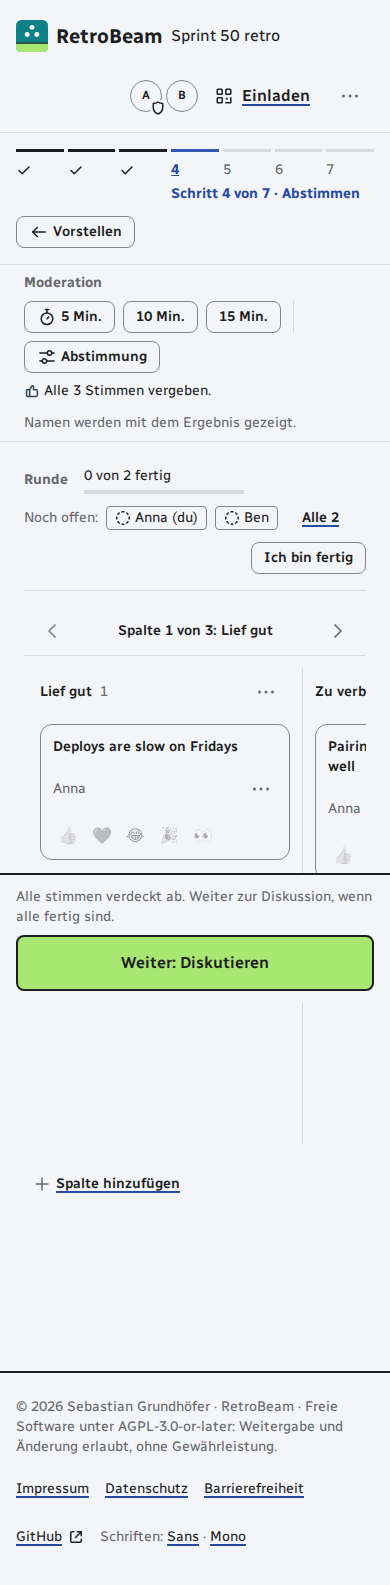 RetroBeam Sprint 50 retro
A B Einladen
4 5 6 7
Schritt 4 von 7 · Abstimmen
Vorstellen
Moderation
5 Min. 10 Min. 15 Min.
Abstimmung
Alle 3 Stimmen vergeben.
Namen werden mit dem Ergebnis gezeigt.
Runde 0 von 2 fertig
Noch offen: Anna (du) Ben Alle 2
Ich bin fertig
Spalte 1 von 3: Lief gut
Lief gut 1 Zu verb
Deploys are slow on Fridays
Pairin
well
Anna
Anna
Alle stimmen verdeckt ab. Weiter zur Diskussion, wenn
alle fertig sind.
Weiter: Diskutieren
Spalte hinzufügen
© 2026 Sebastian Grundhöfer · RetroBeam · Freie
Software unter AGPL-3.0-or-later: Weitergabe und
Änderung erlaubt, ohne Gewährleistung.
Impressum Datenschutz Barrierefreiheit
GitHub Schriften: Sans · Mono